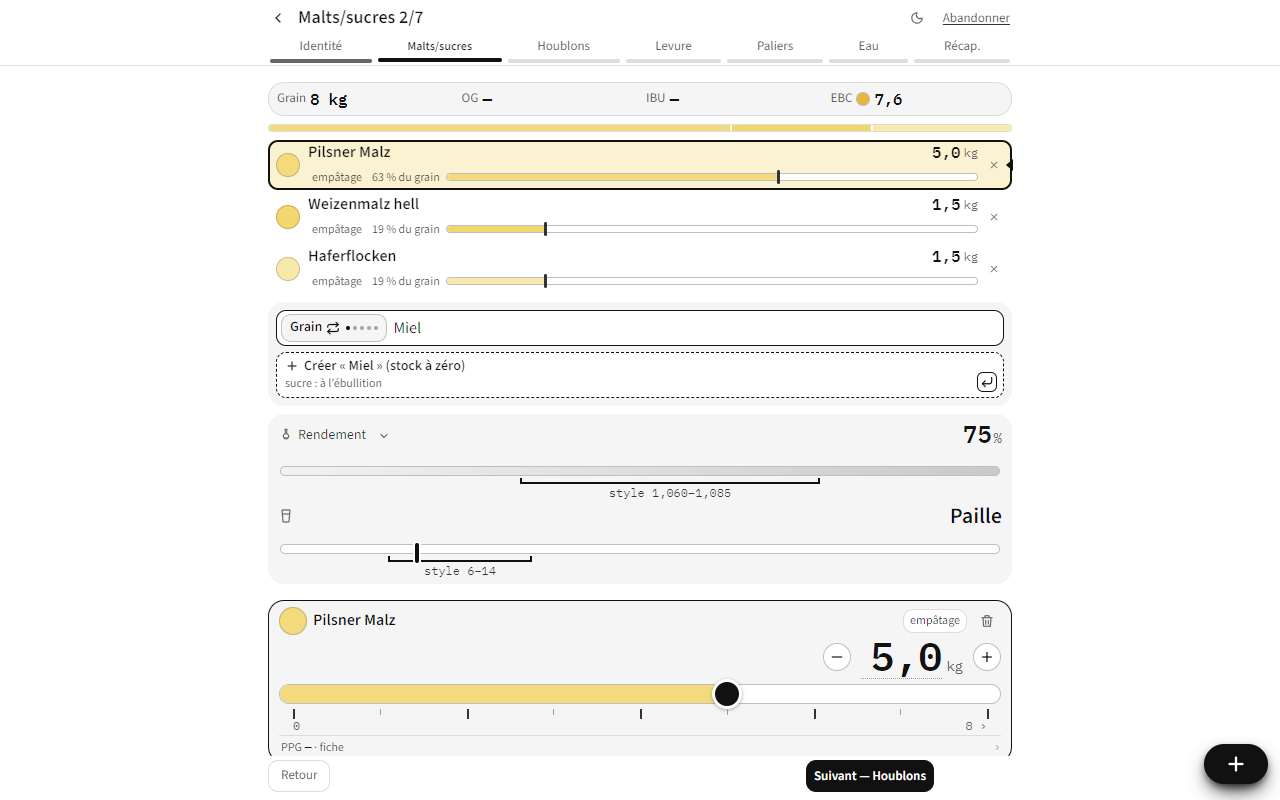 Malts/sucres 2/7
Abandonner
Identité Malts/sucres Houblons Levure Paliers Eau Récap.
Grain 8 kg OG — IBU — EBC 7,6
Pilsner Malz 5,0 kg ×
empâtage 63 % du grain
Weizenmalz hell 1,5 kg ×
empâtage 19 % du grain
Haferflocken 1,5 kg ×
empâtage 19 % du grain
Grain Miel
+ Créer « Miel » (stock à zéro)
sucre : à l'ébullition
Rendement 75 %
style 1,060–1,085
Paille
style 6–14
Pilsner Malz empâtage
− 5,0 kg +
0 8 ›
PPG — · fiche ›
Retour Suivant — Houblons +